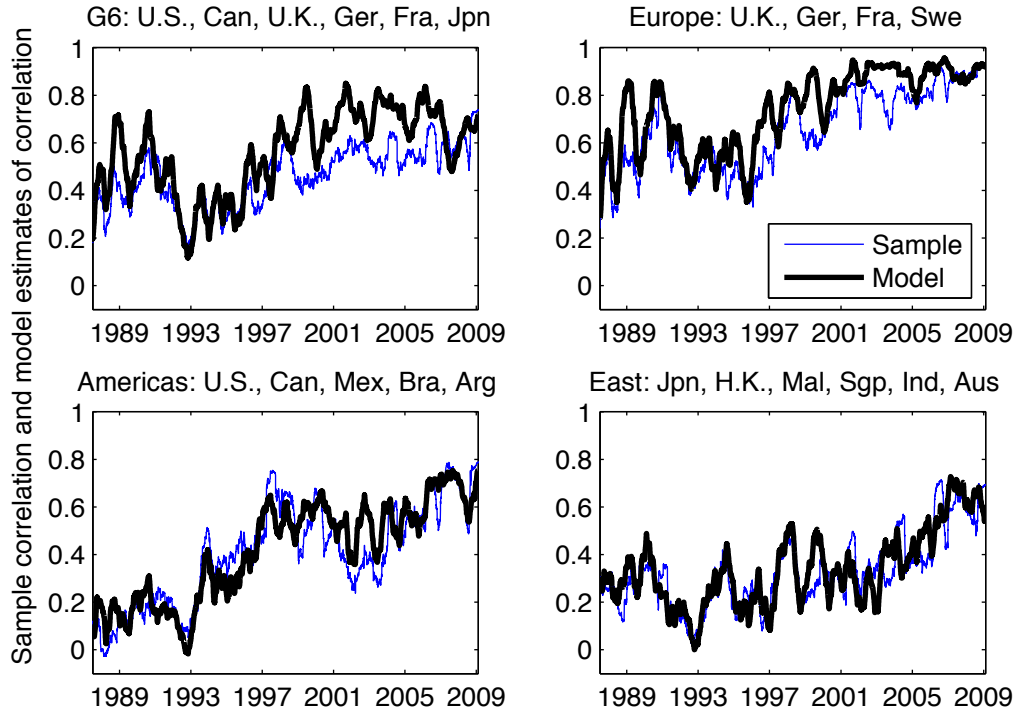 Sample correlation and model estimates of correlation
G6: U.S., Can, U.K., Ger, Fra, Jpn
1
0.8
0.6
0.4
0.2
0
1989 1993 1997 2001 2005 2009
Europe: U.K., Ger, Fra, Swe
1
0.8
0.6
0.4
0.2
0
Sample
Model
1989 1993 1997 2001 2005 2009
Americas: U.S., Can, Mex, Bra, Arg
1
0.8
0.6
0.4
0.2
0
1989 1993 1997 2001 2005 2009
East: Jpn, H.K., Mal, Sgp, Ind, Aus
1
0.8
0.6
0.4
0.2
0
1989 1993 1997 2001 2005 2009